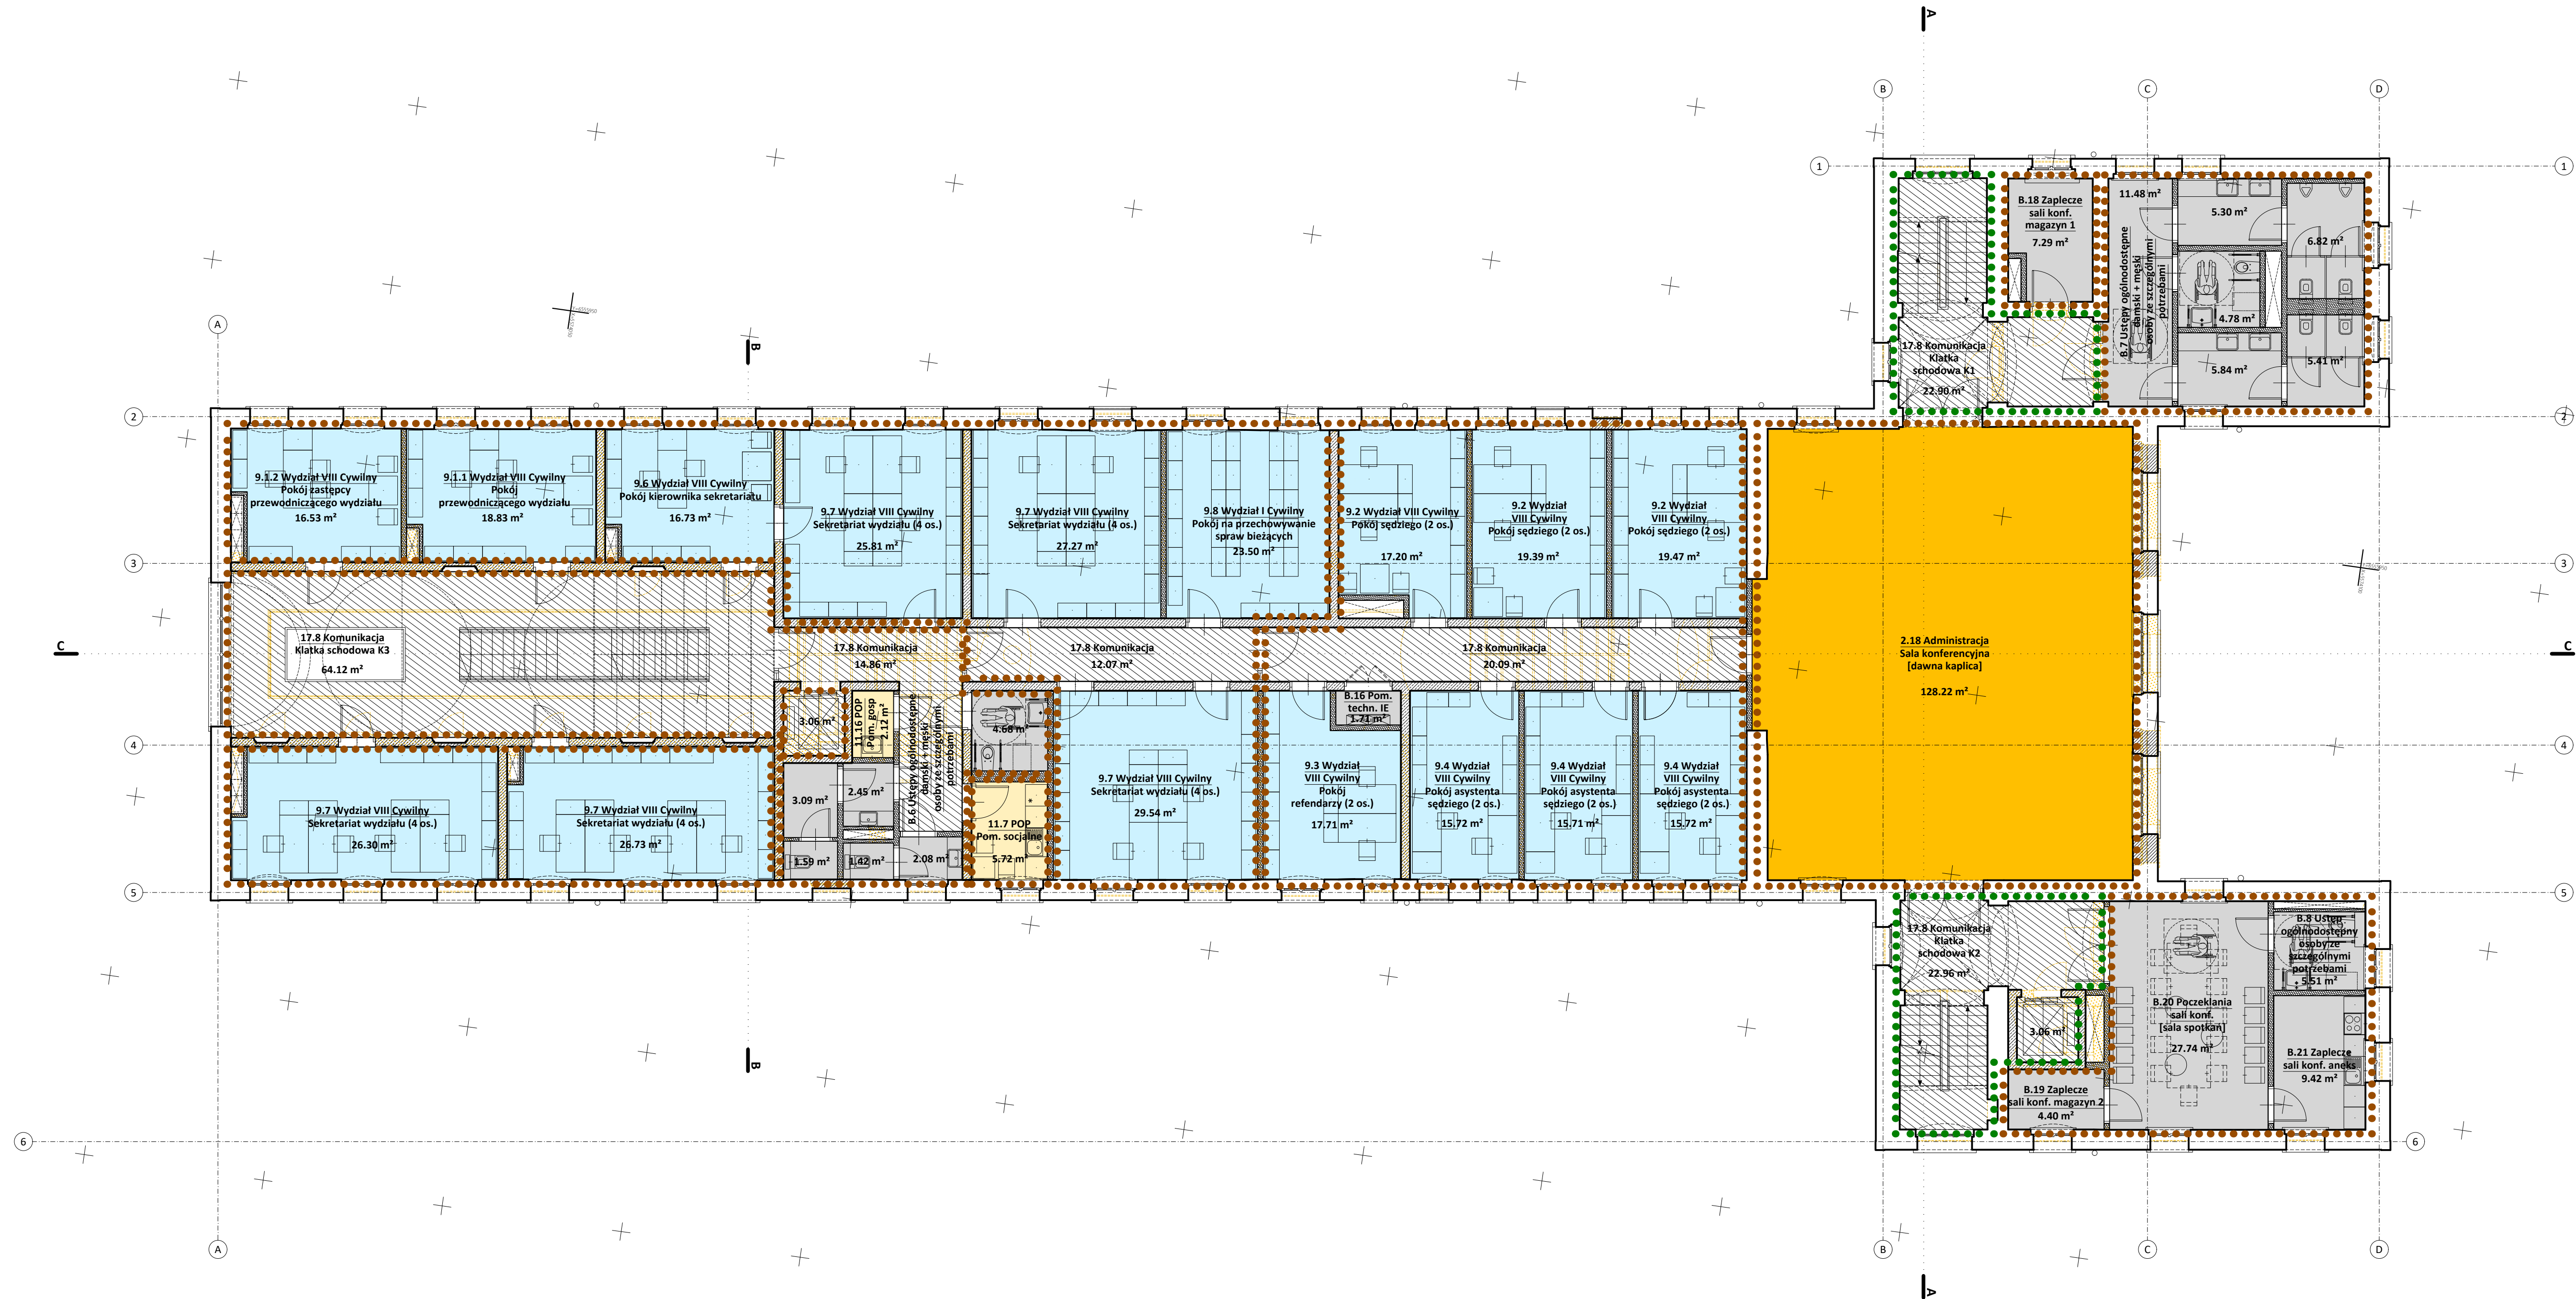 A
B
C
D
1
1
B.18 Zaplecze
sali konf.
magazyn 1
7.29 m²
11.48 m²
B.7 Ustępy ogólnodostępne
damski + męski
osoby ze szczególnymi
potrzebami
5.30 m²
6.82 m²
4.78 m²
5.84 m²
5.41 m²
17.8 Komunikacja
Klatka
schodowa K1
22.90 m²
A
B
2
2
9.1.2 Wydział VIII Cywilny
Pokój zastępcy
przewodniczącego wydziału
16.53 m²
9.1.1 Wydział VIII Cywilny
Pokój
przewodniczącego wydziału
18.83 m²
9.6 Wydział VIII Cywilny
Pokój kierownika sekretariatu
16.73 m²
9.7 Wydział VIII Cywilny
Sekretariat wydziału (4 os.)
25.81 m²
9.7 Wydział VIII Cywilny
Sekretariat wydziału (4 os.)
27.27 m²
9.8 Wydział I Cywilny
Pokój na przechowywanie
spraw bieżących
23.50 m²
9.2 Wydział VIII Cywilny
Pokój sędziego (2 os.)
17.20 m²
9.2 Wydział
VIII Cywilny
Pokój sędziego (2 os.)
19.39 m²
9.2 Wydział
VIII Cywilny
Pokój sędziego (2 os.)
19.47 m²
3
3
C
17.8 Komunikacja
Klatka schodowa K3
64.12 m²
17.8 Komunikacja
14.86 m²
17.8 Komunikacja
12.07 m²
17.8 Komunikacja
20.09 m²
2.18 Administracja
Sala konferencyjna
[dawna kaplica]
128.22 m²
C
3.06 m²
11.16 POP
Pom. gosp
2.12 m²
B.6 Ustępy ogólnodostępne
damski + męski
osoby ze szczególnymi
potrzebami
4.68 m²
B.16 Pom.
techn. IE
1.71 m²
4
4
9.7 Wydział VIII Cywilny
Sekretariat wydziału (4 os.)
26.30 m²
9.7 Wydział VIII Cywilny
Sekretariat wydziału (4 os.)
26.73 m²
3.09 m²
2.45 m²
1.59 m²
1.42 m²
2.08 m²
11.7 POP
Pom. socjalne
5.72 m²
9.7 Wydział VIII Cywilny
Sekretariat wydziału (4 os.)
29.54 m²
9.3 Wydział
VIII Cywilny
Pokój
refendarzy (2 os.)
17.71 m²
9.4 Wydział
VIII Cywilny
Pokój asystenta
sędziego (2 os.)
15.72 m²
9.4 Wydział
VIII Cywilny
Pokój asystenta
sędziego (2 os.)
15.71 m²
9.4 Wydział
VIII Cywilny
Pokój asystenta
sędziego (2 os.)
15.72 m²
5
5
17.8 Komunikacja
Klatka
schodowa K2
22.96 m²
B.8 Ustęp
ogólnodostępny
osoby ze
szczególnymi
potrzebami
5.51 m²
B.20 Poczeklania
sali konf.
[sala spotkań]
27.74 m²
3.06 m²
B.21 Zaplecze
sali konf. aneks
9.42 m²
B.19 Zaplecze
sali konf. magazyn 2
4.40 m²
B
6
6
A
B
C
D
A